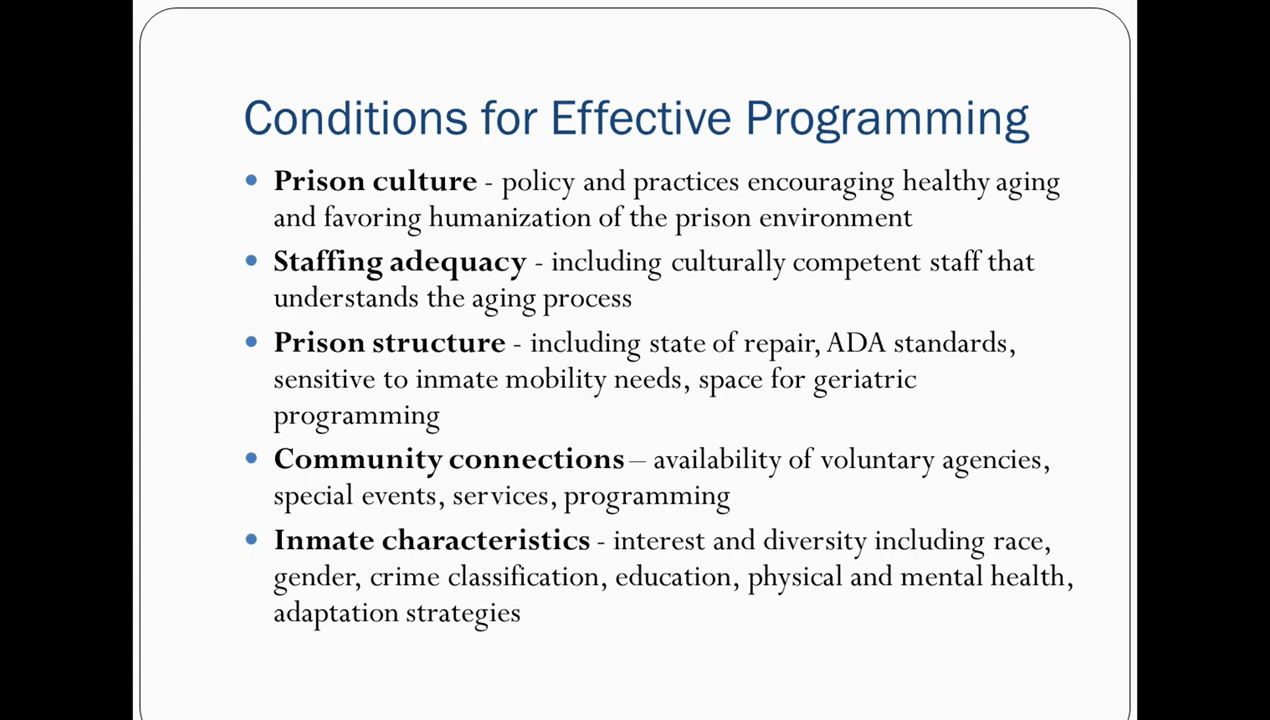 Conditions for Effective Programming
• Prison culture - policy and practices encouraging healthy aging
and favoring humanization of the prison environment
• Staffing adequacy - including culturally competent staff that
understands the aging process
• Prison structure - including state of repair, ADA standards,
sensitive to inmate mobility needs, space for geriatric
programming
• Community connections – availability of voluntary agencies,
special events, services, programming
• Inmate characteristics - interest and diversity including race,
gender, crime classification, education, physical and mental health,
adaptation strategies